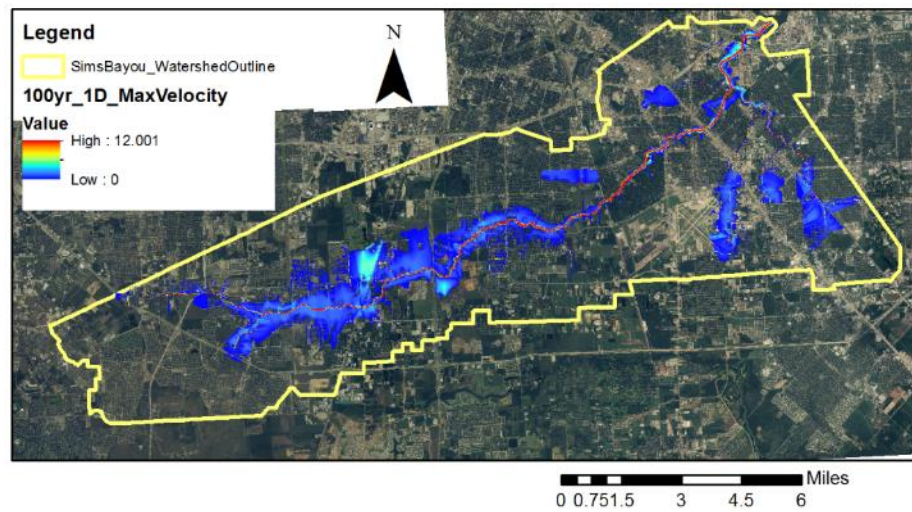 Legend
SimsBayou_WatershedOutline
100yr_1D_MaxVelocity
Value
High : 12.001
Low : 0
N
Miles
0 0.751.5 3 4.5 6